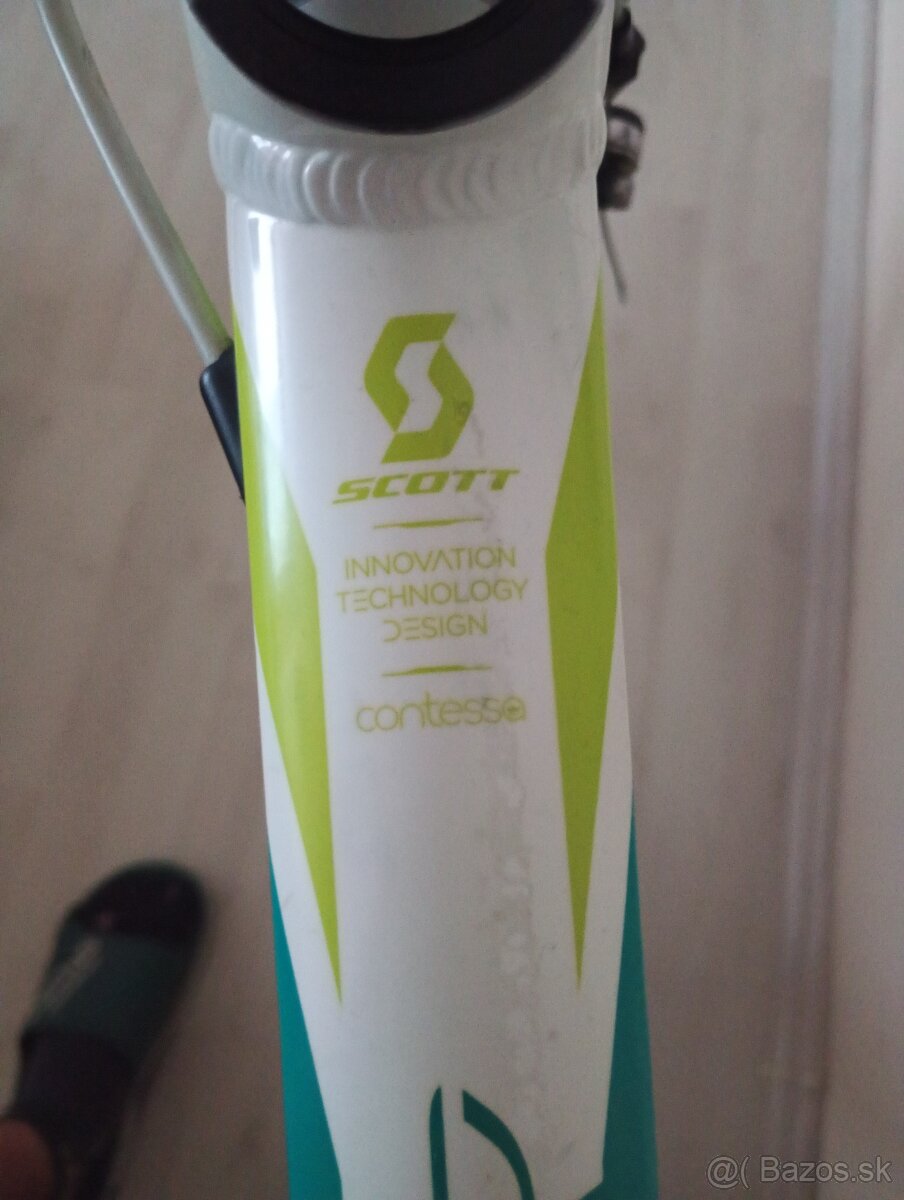 SCOTT
INNOVATION
TECHNOLOGY
DESIGN
contessa
@( Bazos.sk